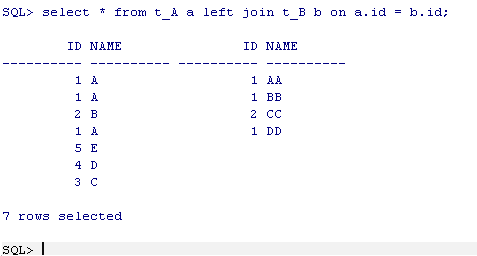 SQL> select * from t_A a left join t_B b on a.id = b.id;
        ID NAME               ID NAME
---------- ---------- ---------- ----------
         1 A                   1 AA
         1 A                   1 BB
         2 B                   2 CC
         1 A                   1 DD
         5 E
         4 D
         3 C
7 rows selected
SQL>